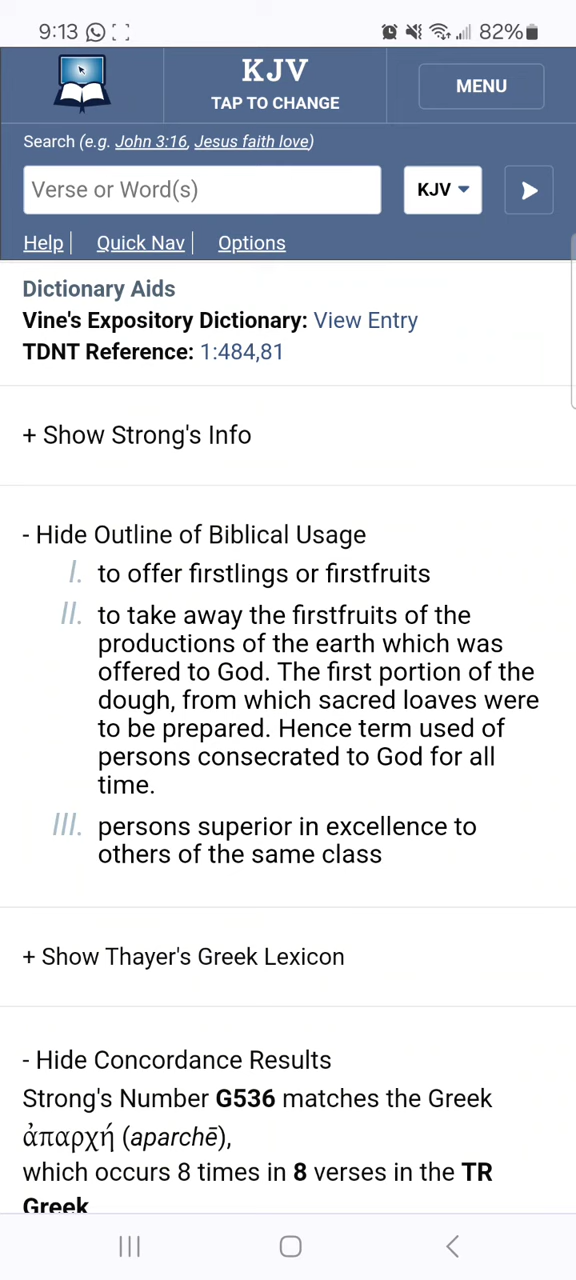 9:13 82%
KJV
TAP TO CHANGE
MENU
Search (e.g. John 3:16, Jesus faith love)
Verse or Word(s)
KJV
Help| Quick Nav| Options
Dictionary Aids
Vine's Expository Dictionary: View Entry
TDNT Reference: 1:484,81
+ Show Strong's Info
- Hide Outline of Biblical Usage
I. to offer firstlings or firstfruits
II. to take away the firstfruits of the
productions of the earth which was
offered to God. The first portion of the
dough, from which sacred loaves were
to be prepared. Hence term used of
persons consecrated to God for all
time.
III. persons superior in excellence to
others of the same class
+ Show Thayer's Greek Lexicon
- Hide Concordance Results
Strong's Number G536 matches the Greek
ἀπαρχή (aparchē),
which occurs 8 times in 8 verses in the TR
Greek